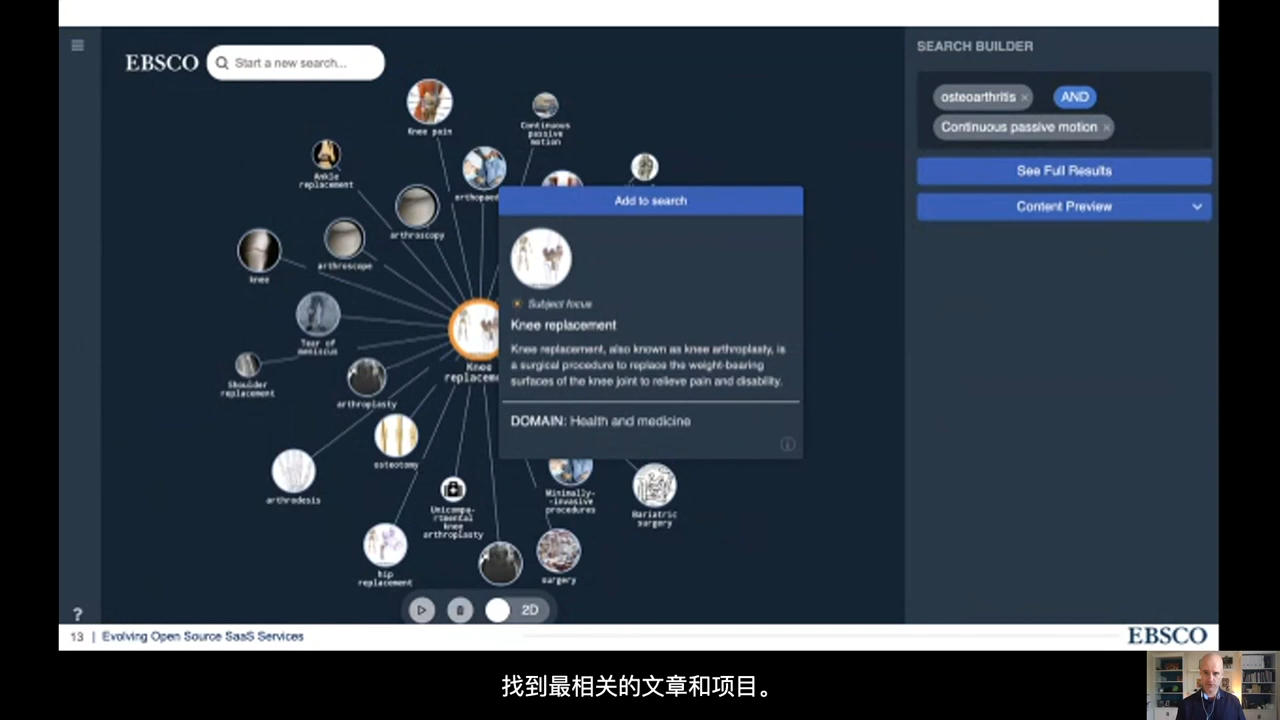 EBSCO
Start a new search...
SEARCH BUILDER
osteoarthritis ×
AND
Continuous passive motion ×
See Full Results
Content Preview
Knee pain
Continuous
passive
motion
Ankle
replacement
arthroscopy
arthroscope
knee
Tear of
meniscus
Shoulder
replacement
arthroplasty
osteotomy
arthrodesis
Unicompa-
rtmental
knee
arthroplasty
hip
replacement
surgery
Minimally-
-invasive
procedures
Bariatric
surgery
Knee
Add to search
Subject focus
Knee replacement
Knee replacement, also known as knee arthroplasty, is
a surgical procedure to replace the weight-bearing
surfaces of the knee joint to relieve pain and disability.
DOMAIN: Health and medicine
2D
?
13 | Evolving Open Source SaaS Services
EBSCO
找到最相关的文章和项目。